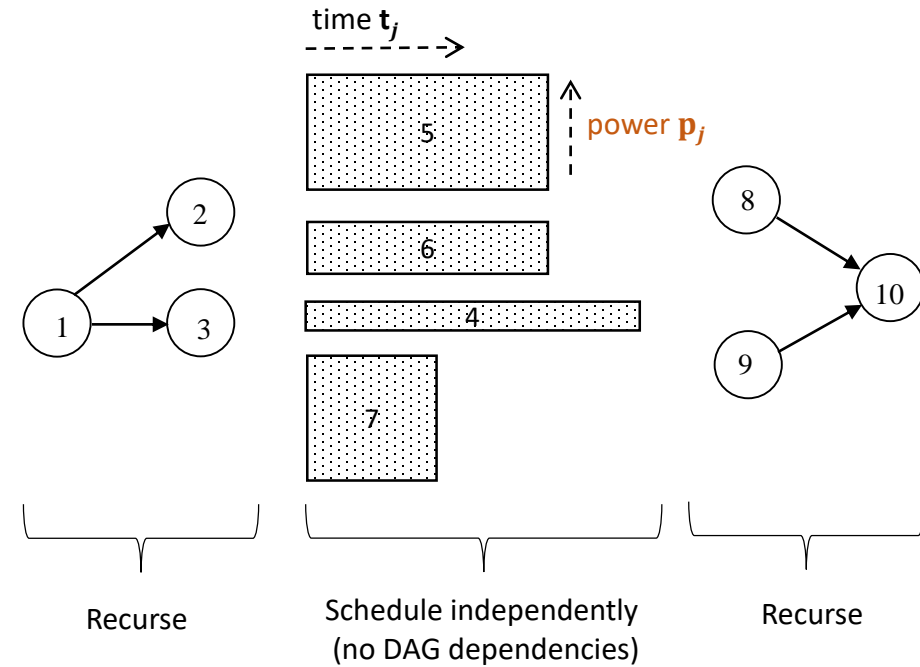 time t_j
5
power p_j
2
8
6
10
1
3
4
9
7
Recurse
Schedule independently
(no DAG dependencies)
Recurse